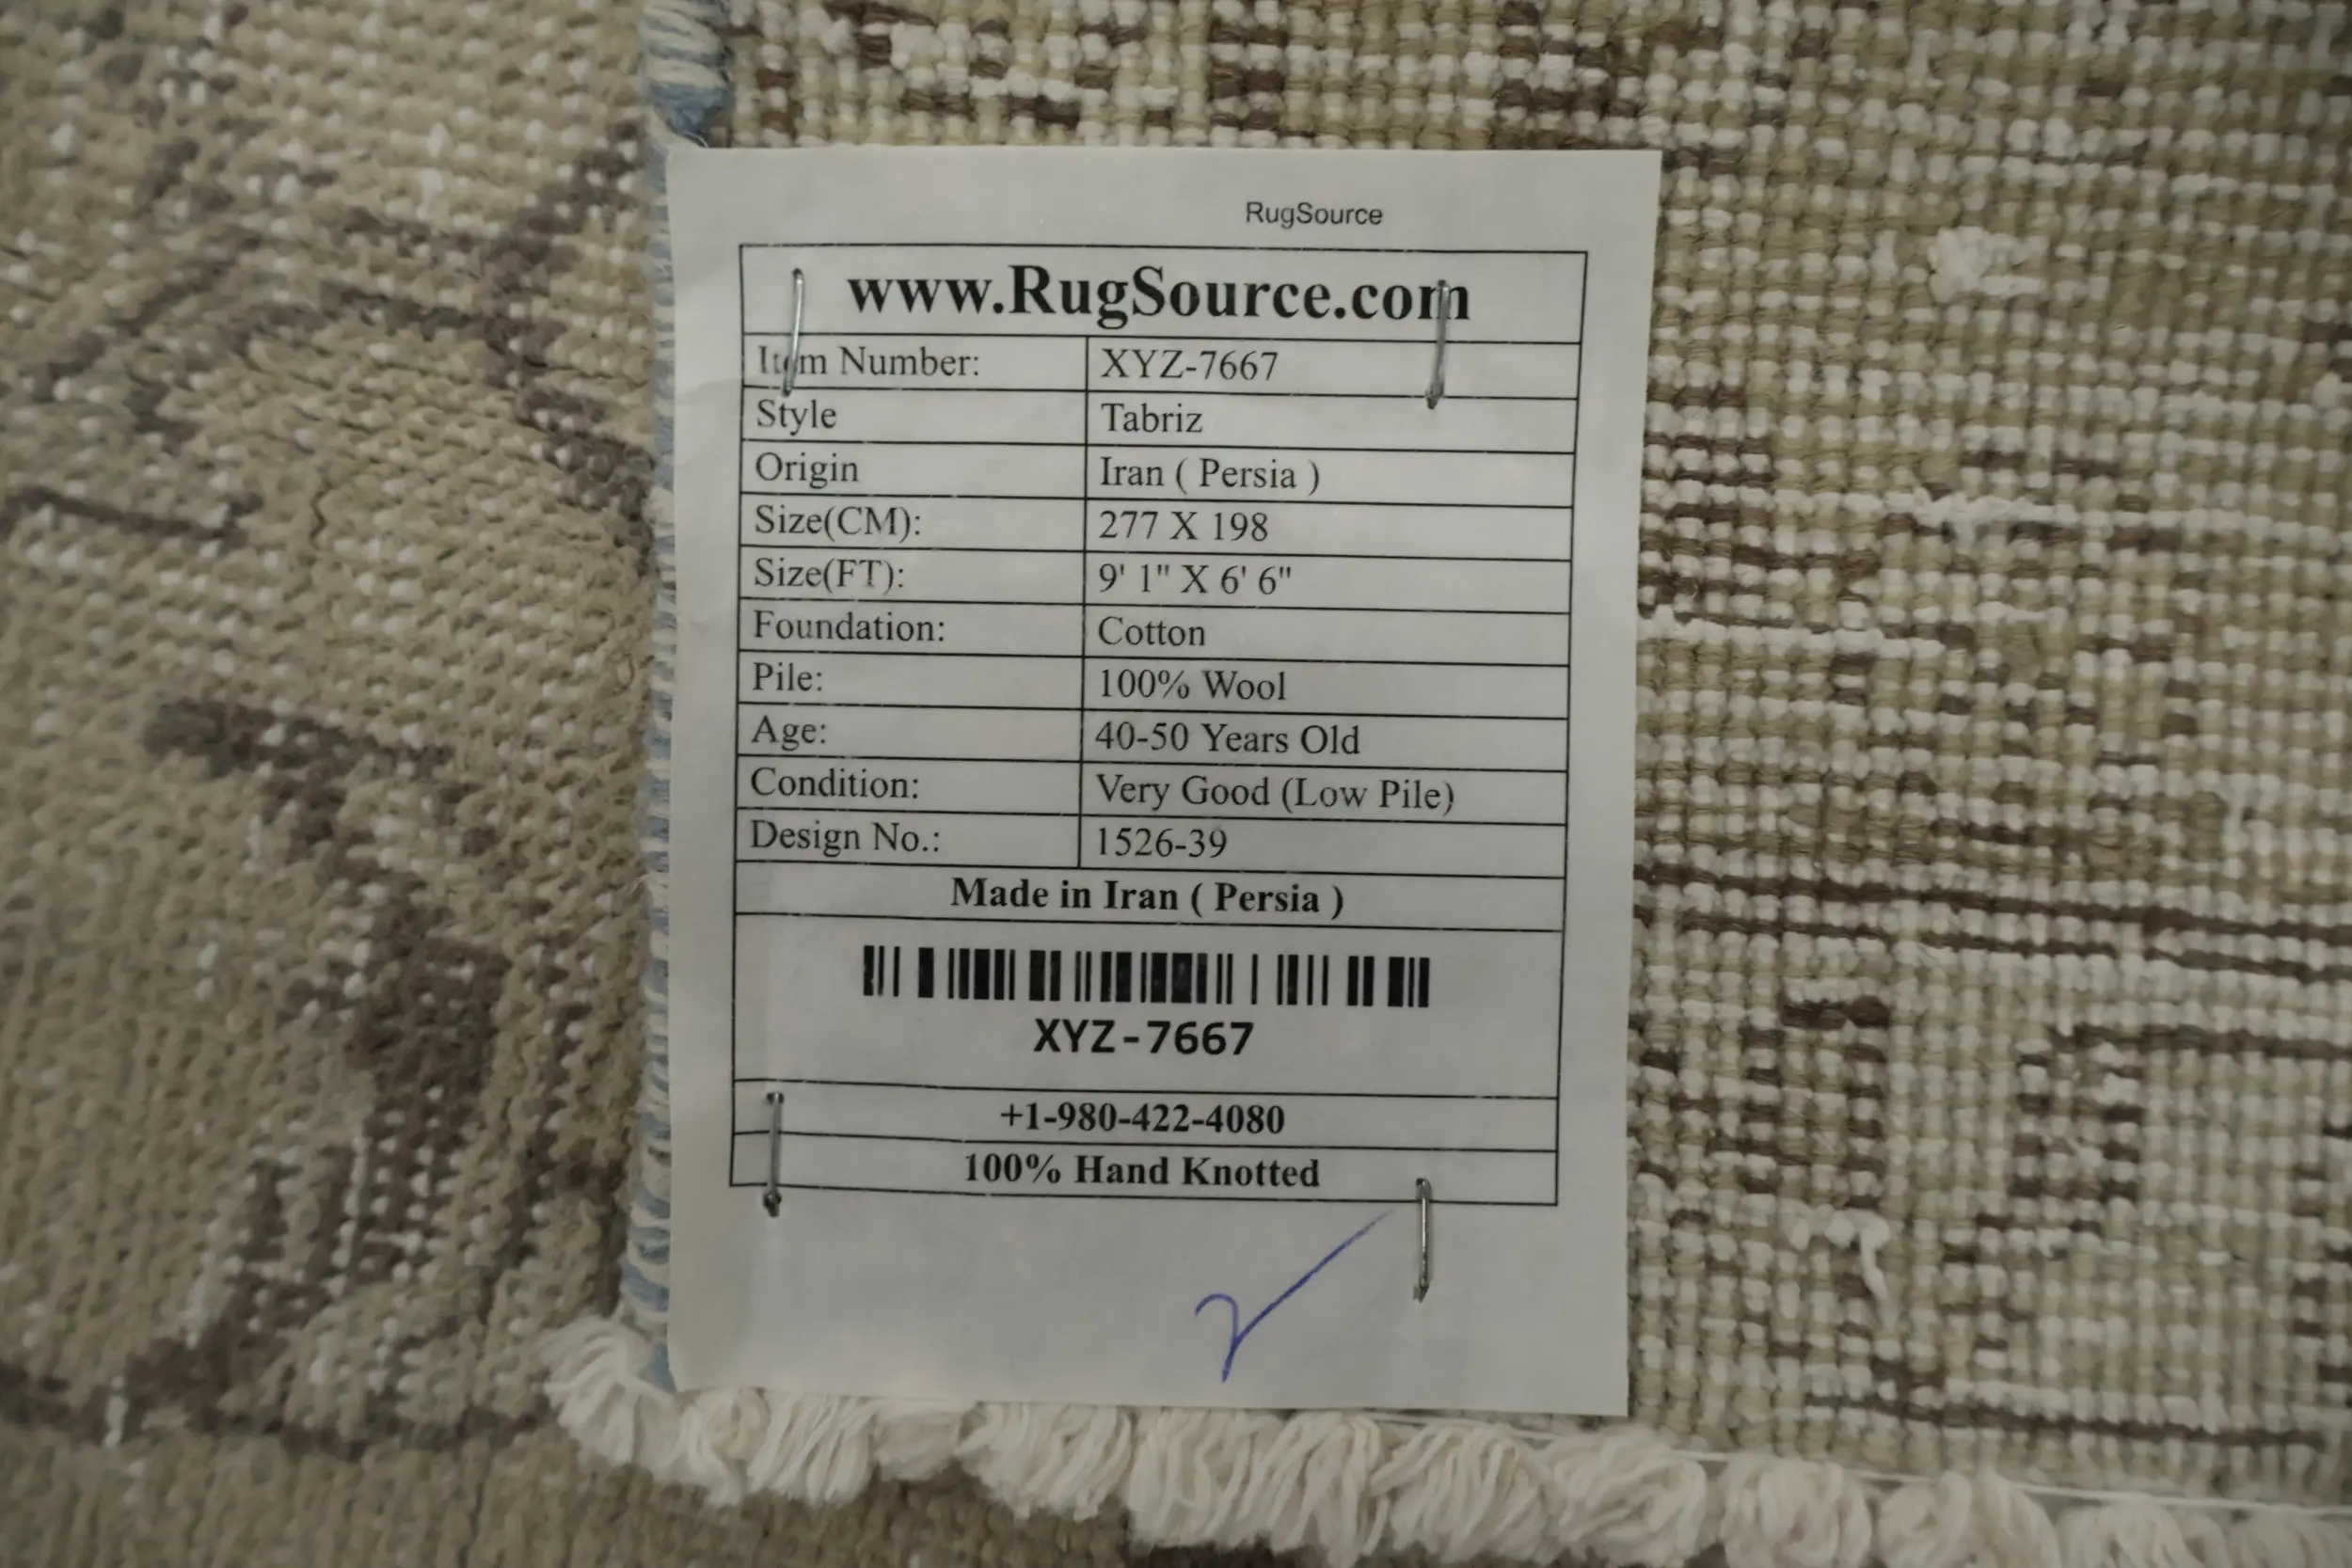 RugSource
www.RugSource.com
Item Number: XYZ-7667
Style Tabriz
Origin Iran ( Persia )
Size(CM): 277 X 198
Size(FT): 9' 1" X 6' 6"
Foundation: Cotton
Pile: 100% Wool
Age: 40-50 Years Old
Condition: Very Good (Low Pile)
Design No.: 1526-39
Made in Iran ( Persia )
XYZ-7667
+1-980-422-4080
100% Hand Knotted